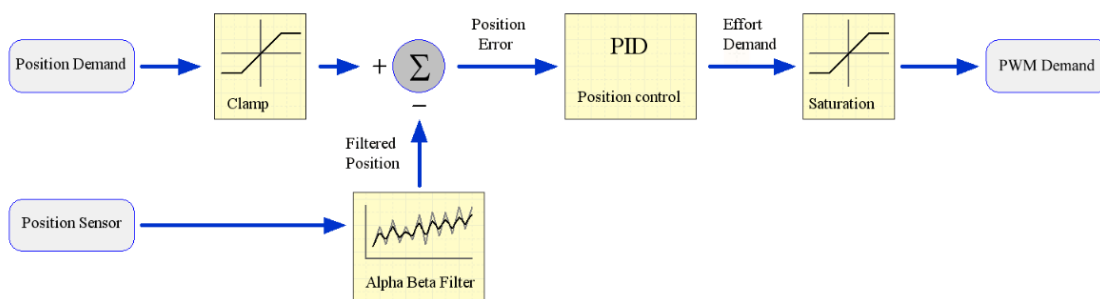 Position Demand
Clamp
+
Σ
−
Position
Error
PID
Position control
Effort
Demand
Saturation
PWM Demand
Filtered
Position
Position Sensor
Alpha Beta Filter